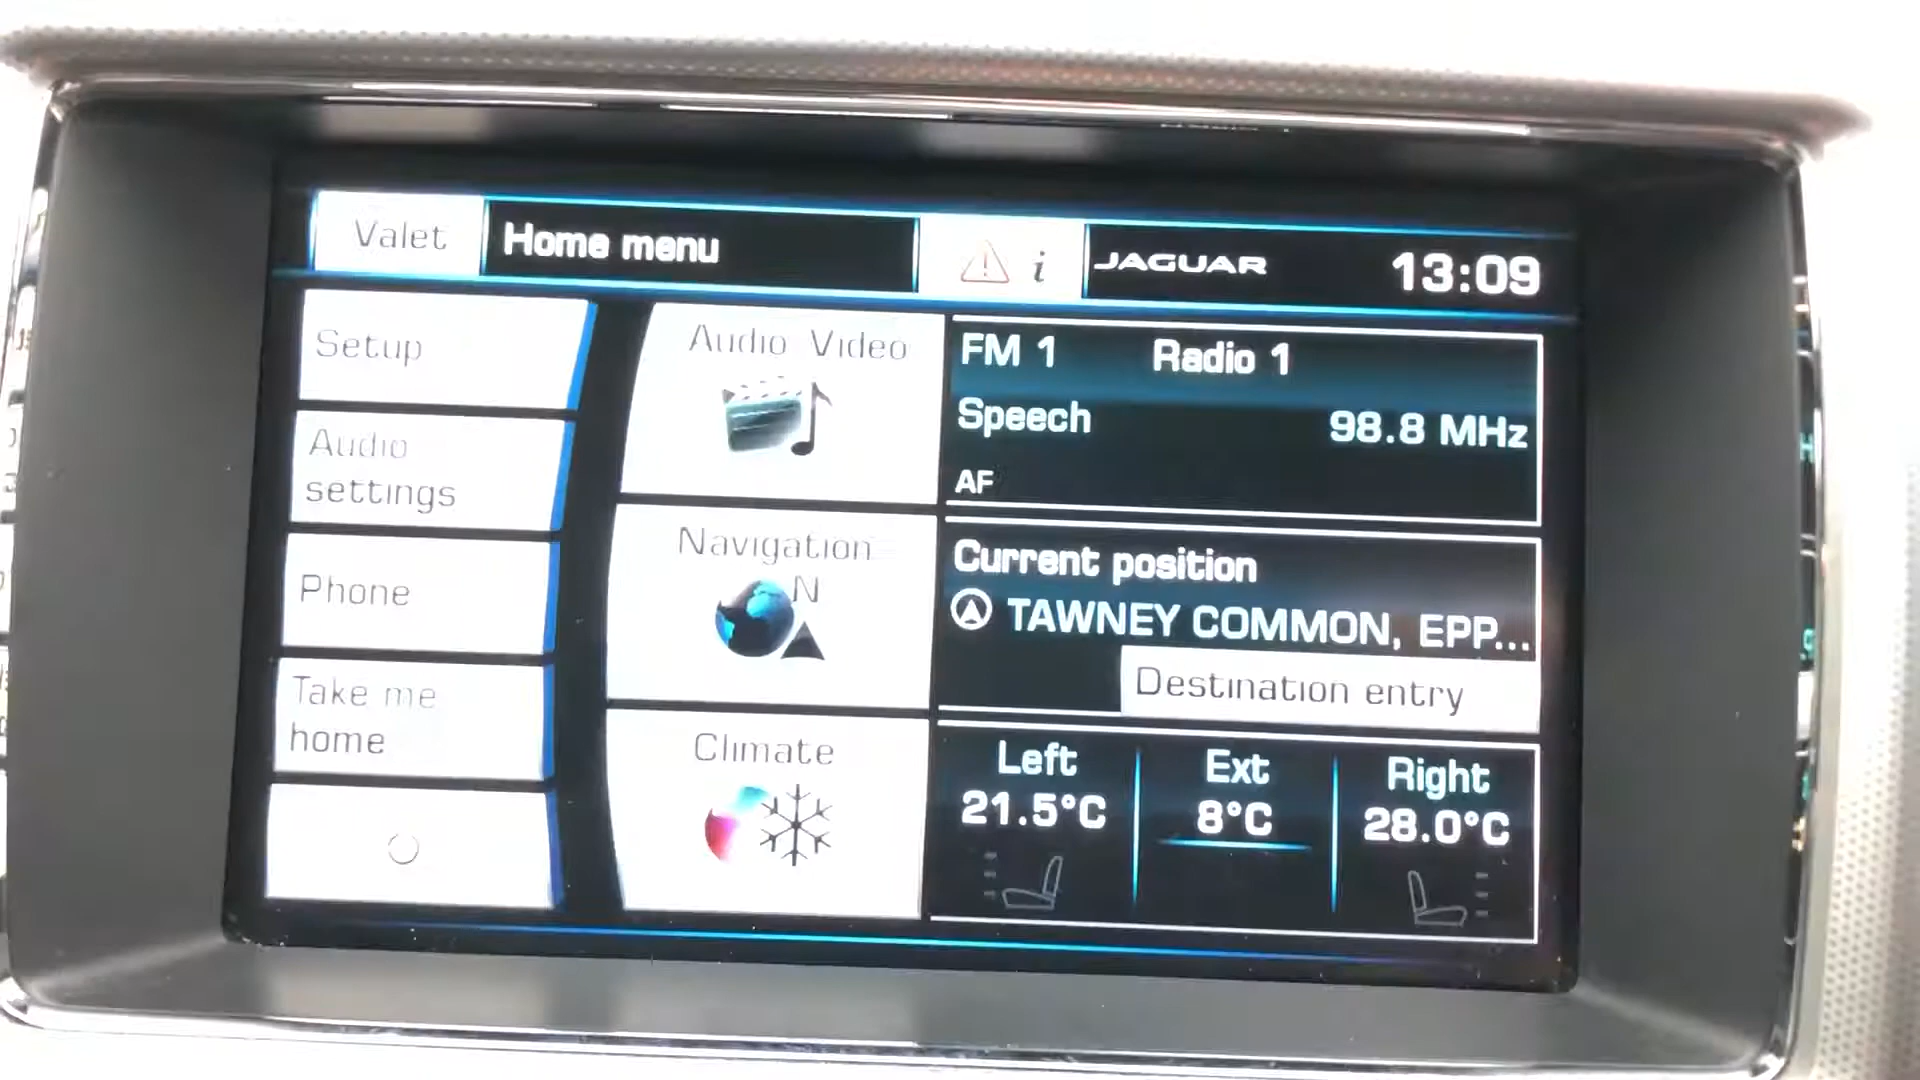 Valet
Home menu
i
JAGUAR
13:09
Setup
Audio
settings
Phone
Take me
home
Audio Video
Navigation
N
Climate
FM 1 Radio 1
Speech 98.8 MHz
AF
Current position
TAWNEY COMMON, EPP...
Destination entry
Left Ext Right
21.5°C 8°C 28.0°C